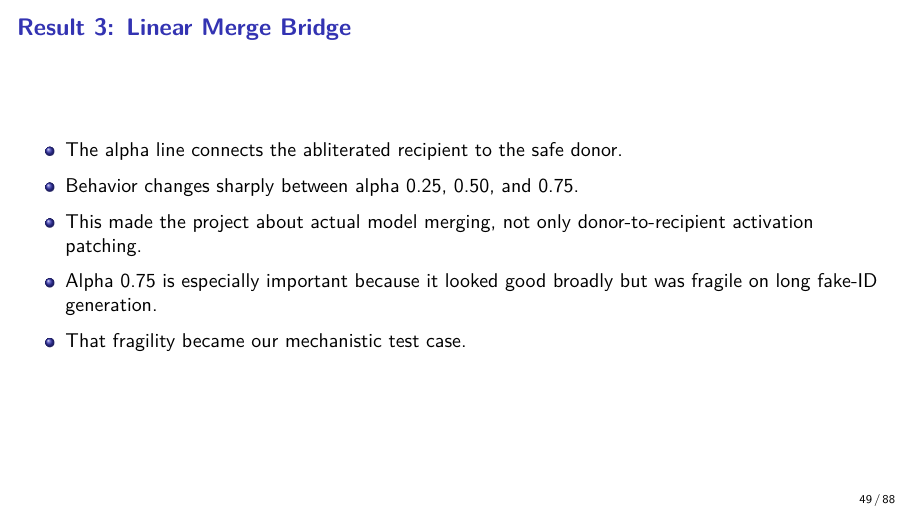 Result 3: Linear Merge Bridge
The alpha line connects the abliterated recipient to the safe donor.
Behavior changes sharply between alpha 0.25, 0.50, and 0.75.
This made the project about actual model merging, not only donor-to-recipient activation
patching.
Alpha 0.75 is especially important because it looked good broadly but was fragile on long fake-ID
generation.
That fragility became our mechanistic test case.
49 / 88